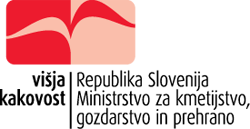 višja
kakovost
Republika Slovenija
Ministrstvo za kmetijstvo,
gozdarstvo in prehrano